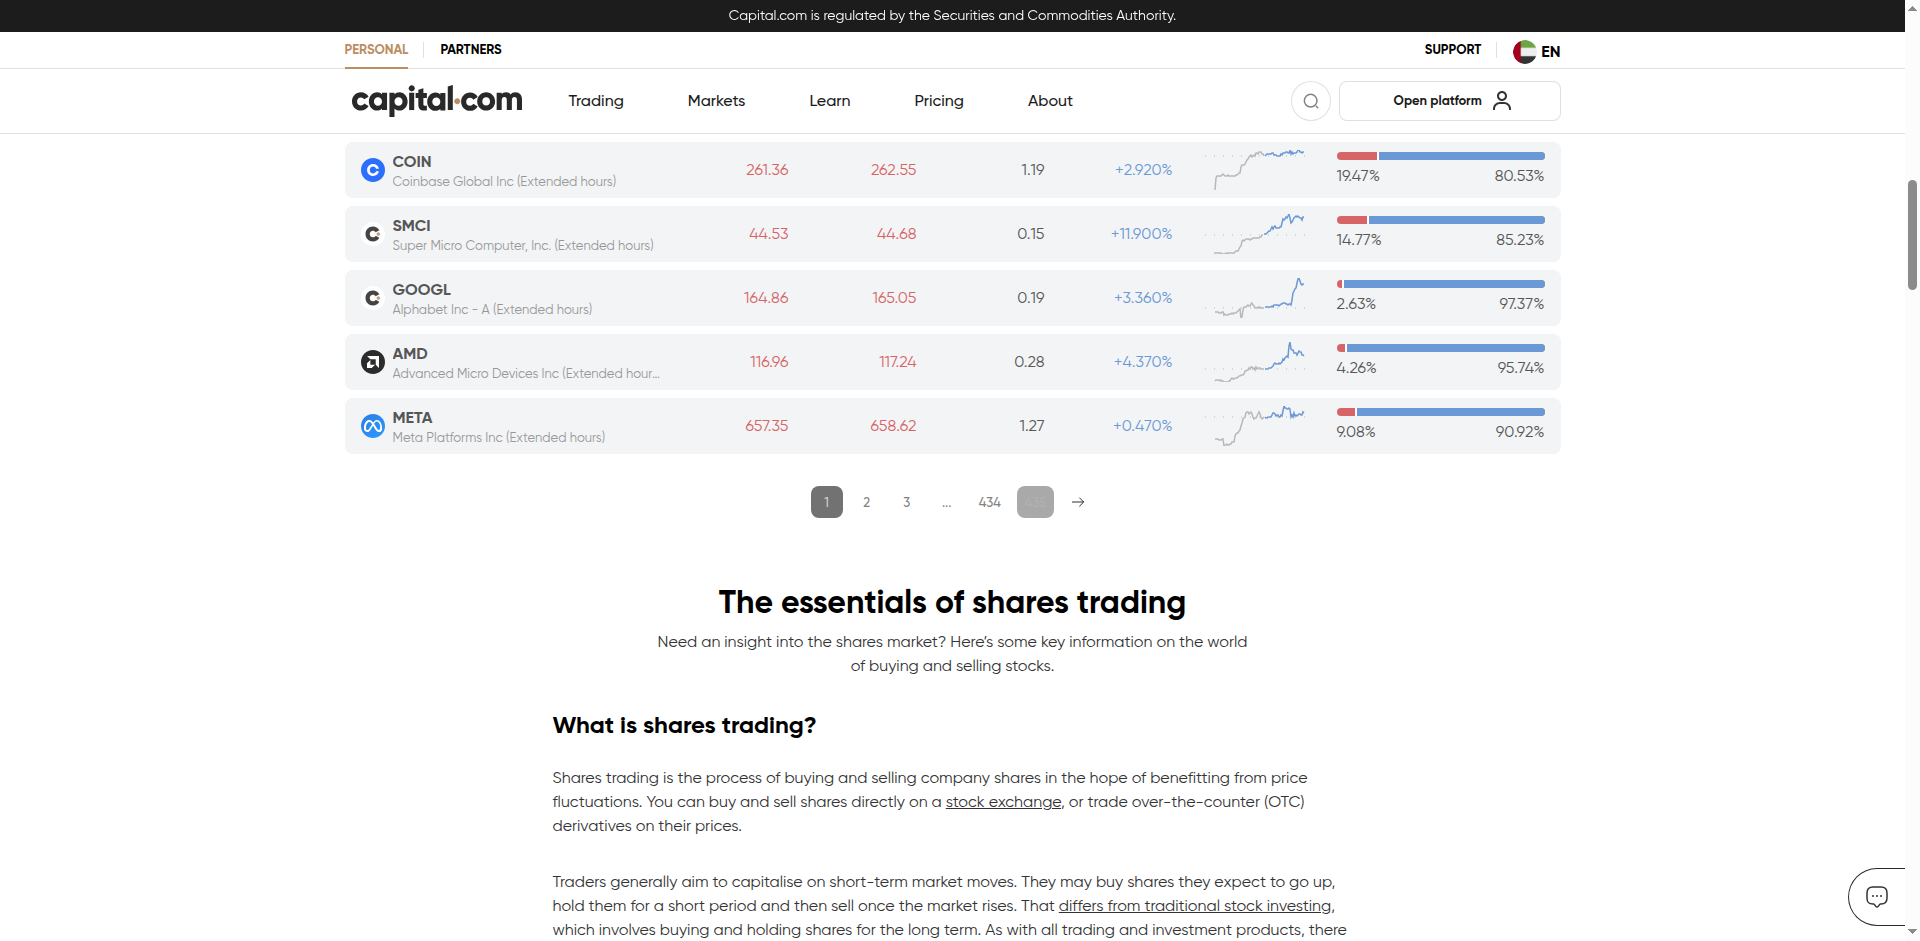 Capital.com is regulated by the Securities and Commodities Authority.
PERSONAL PARTNERS SUPPORT EN
capital.com Trading Markets Learn Pricing About Open platform
COIN
Coinbase Global Inc (Extended hours)
261.36 262.55 1.19 +2.920% 19.47% 80.53%
SMCI
Super Micro Computer, Inc. (Extended hours)
44.53 44.68 0.15 +11.900% 14.77% 85.23%
GOOGL
Alphabet Inc - A (Extended hours)
164.86 165.05 0.19 +3.360% 2.63% 97.37%
AMD
Advanced Micro Devices Inc (Extended hour...
116.96 117.24 0.28 +4.370% 4.26% 95.74%
META
Meta Platforms Inc (Extended hours)
657.35 658.62 1.27 +0.470% 9.08% 90.92%
1 2 3 ... 434
The essentials of shares trading
Need an insight into the shares market? Here’s some key information on the world
of buying and selling stocks.
What is shares trading?
Shares trading is the process of buying and selling company shares in the hope of benefitting from price
fluctuations. You can buy and sell shares directly on a stock exchange, or trade over-the-counter (OTC)
derivatives on their prices.
Traders generally aim to capitalise on short-term market moves. They may buy shares they expect to go up,
hold them for a short period and then sell once the market rises. That differs from traditional stock investing,
which involves buying and holding shares for the long term. As with all trading and investment products, there